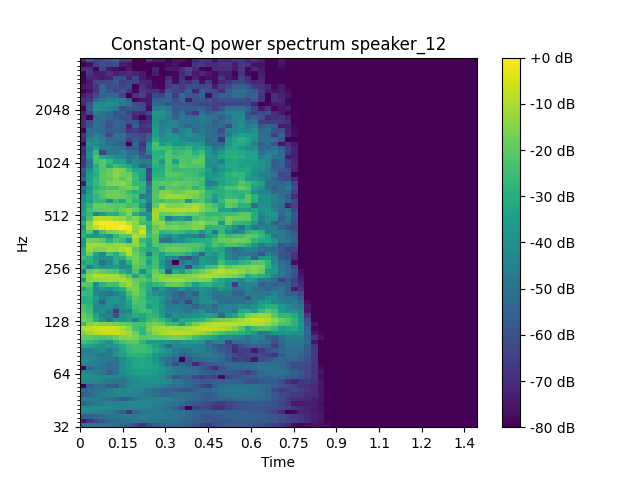 Constant-Q power spectrum speaker_12
Hz
2048
1024
512
256
128
64
32
0 0.15 0.3 0.45 0.6 0.75 0.9 1.1 1.2 1.4
Time
+0 dB
-10 dB
-20 dB
-30 dB
-40 dB
-50 dB
-60 dB
-70 dB
-80 dB